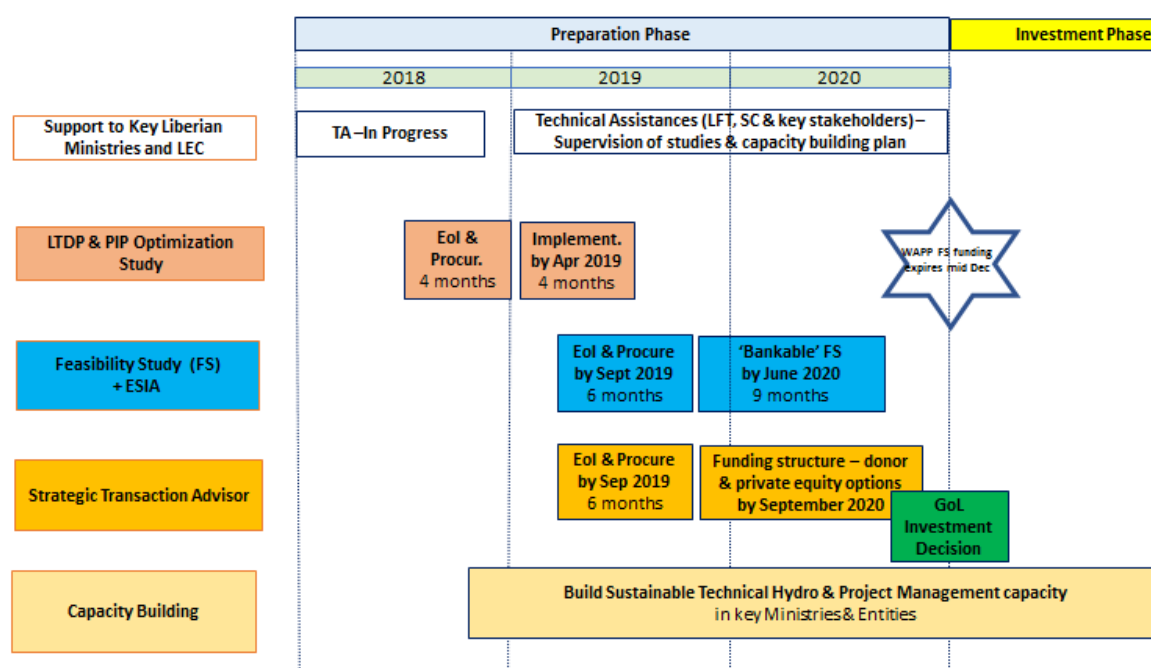 Preparation Phase
Investment Phase
2018
2019
2020
Support to Key Liberian
Ministries and LEC
TA –In Progress
Technical Assistances (LFT, SC & key stakeholders) –
Supervision of studies & capacity building plan
LTDP & PIP Optimization
Study
EoI &
Procur.
4 months
Implement.
by Apr 2019
4 months
WAPP FS funding
expires mid Dec
Feasibility Study (FS)
+ ESIA
EoI & Procure
by Sept 2019
6 months
‘Bankable’ FS
by June 2020
9 months
Strategic Transaction Advisor
EoI & Procure
by Sep 2019
6 months
Funding structure – donor
& private equity options
by September 2020
GoL
Investment
Decision
Capacity Building
Build Sustainable Technical Hydro & Project Management capacity
in key Ministries & Entities